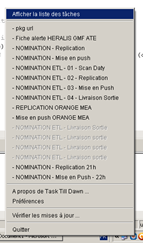 Afficher la liste des tâches
- pkg url
- Fiche alerte HERALIS GMF ATE
- NOMINATION - Replication
- NOMINATION - Mise en push
- NOMINATION ETL - 01 - Scan Daty
- NOMINATION ETL - 02 - Replication
- NOMINATION ETL - 03 - Mise en Push
- NOMINATION ETL - 04 - Livraison Sortie
- REPLICATION ORANGE MEA
- Mise en push ORANGE MEA
- NOMINATION ETL - Livraison Sortie
- NOMINATION ETL - Livraison Sortie
- NOMINATION ETL - Livraison Sortie
- NOMINATION ETL - Livraison Sortie
- NOMINATION - Replication 21h
- NOMINATION - Mise en Push - 22h
A propos de Task Till Dawn ...
Préférences
Vérifier les mises à jour ...
Quitter